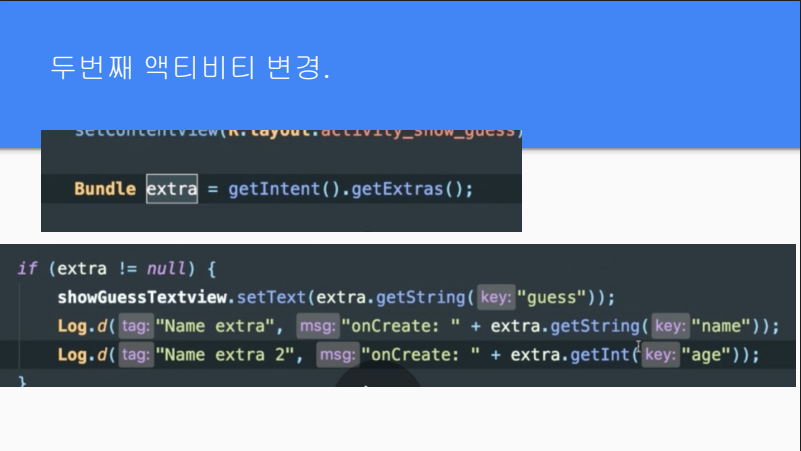 두번째 액티비티 변경.
setContentView(R.layout.activity_show_guess)
Bundle extra = getIntent().getExtras();
if (extra != null) {
showGuessTextview.setText(extra.getString( key: "guess"));
Log.d( tag: "Name extra", msg: "onCreate: " + extra.getString( key: "name"));
Log.d( tag: "Name extra 2", msg: "onCreate: " + extra.getInt( key: "age"));
}